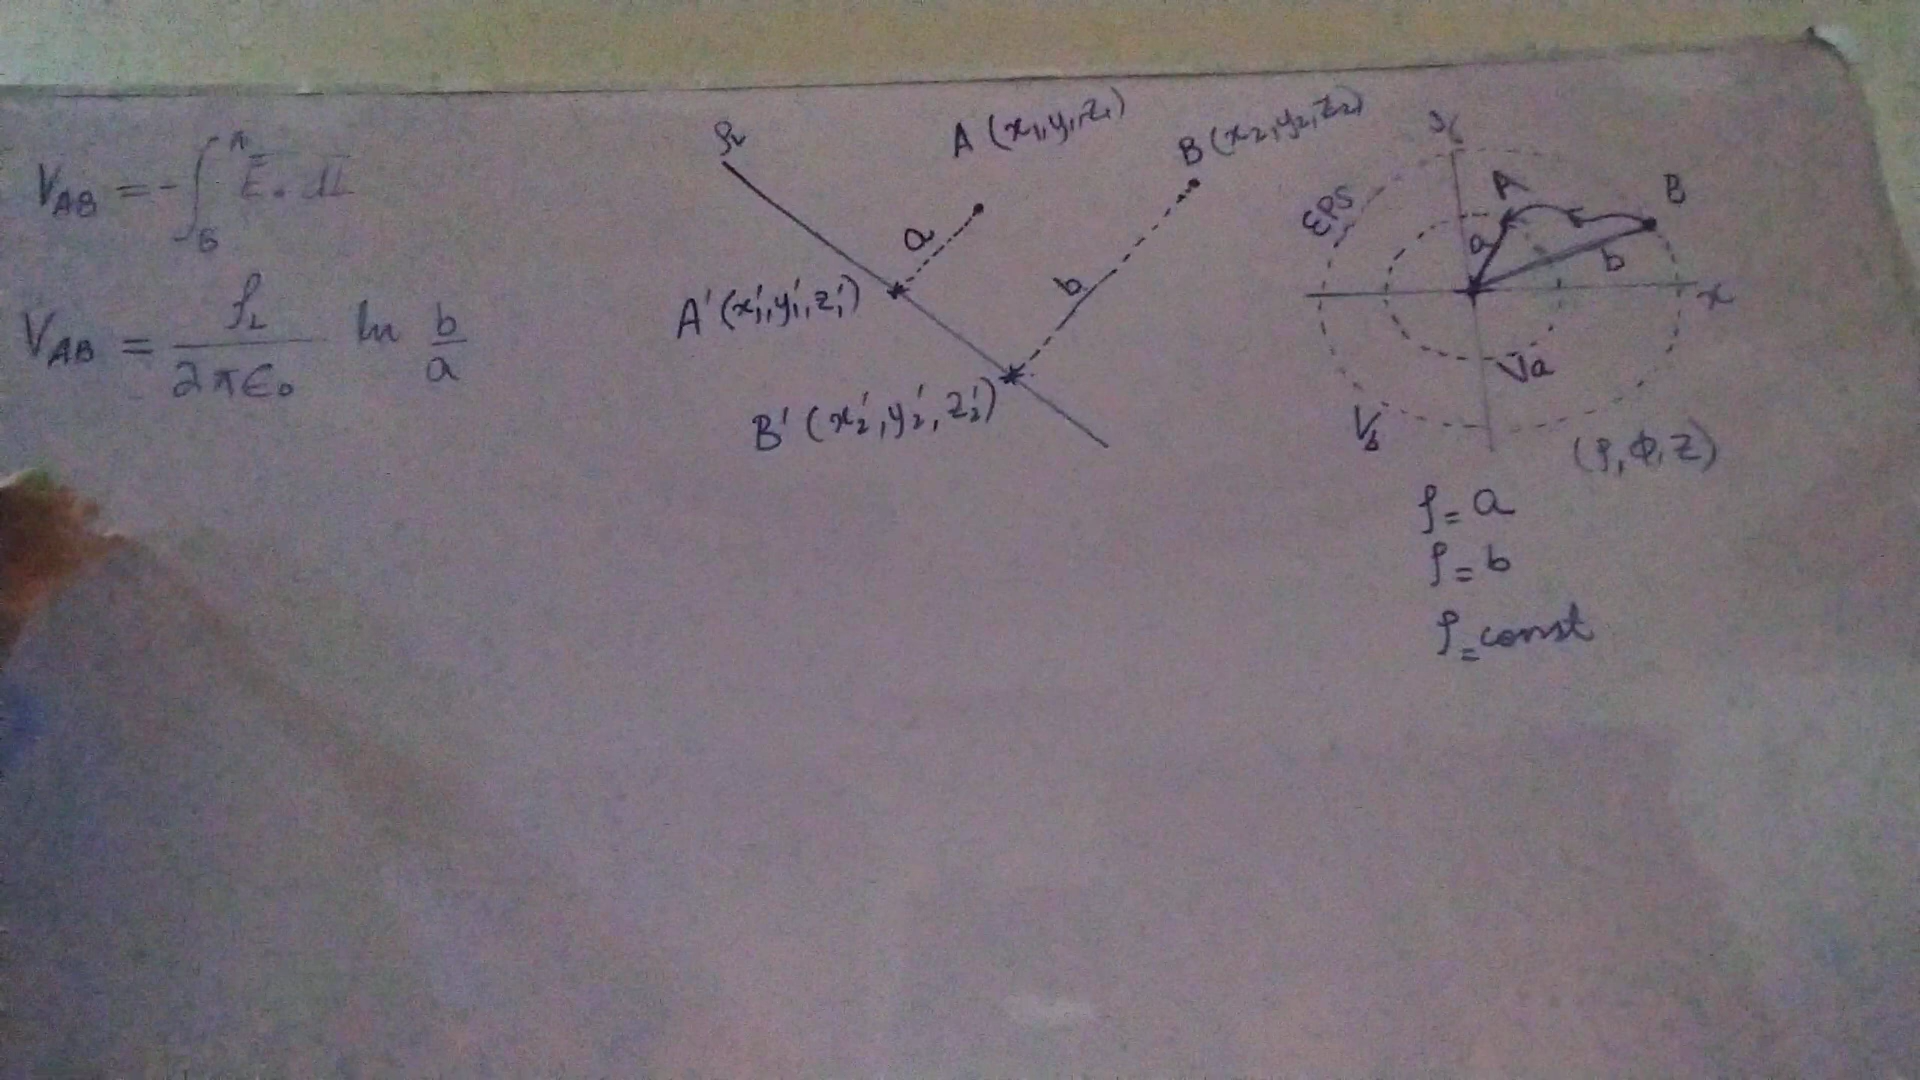 V_AB = -∫_B^A E̅ . dL̅
V_AB = ρ_L / 2πϵ₀ ln b/a
ρ_L
A (x₁,y₁,z₁)
B (x₂,y₂,z₂)
a
b
A' (x₁',y₁',z₁')
B' (x₂',y₂',z₂')
y
EPS
A
B
a
b
x
Va
V_b
(ρ,Φ,z)
ρ = a
ρ = b
ρ = const